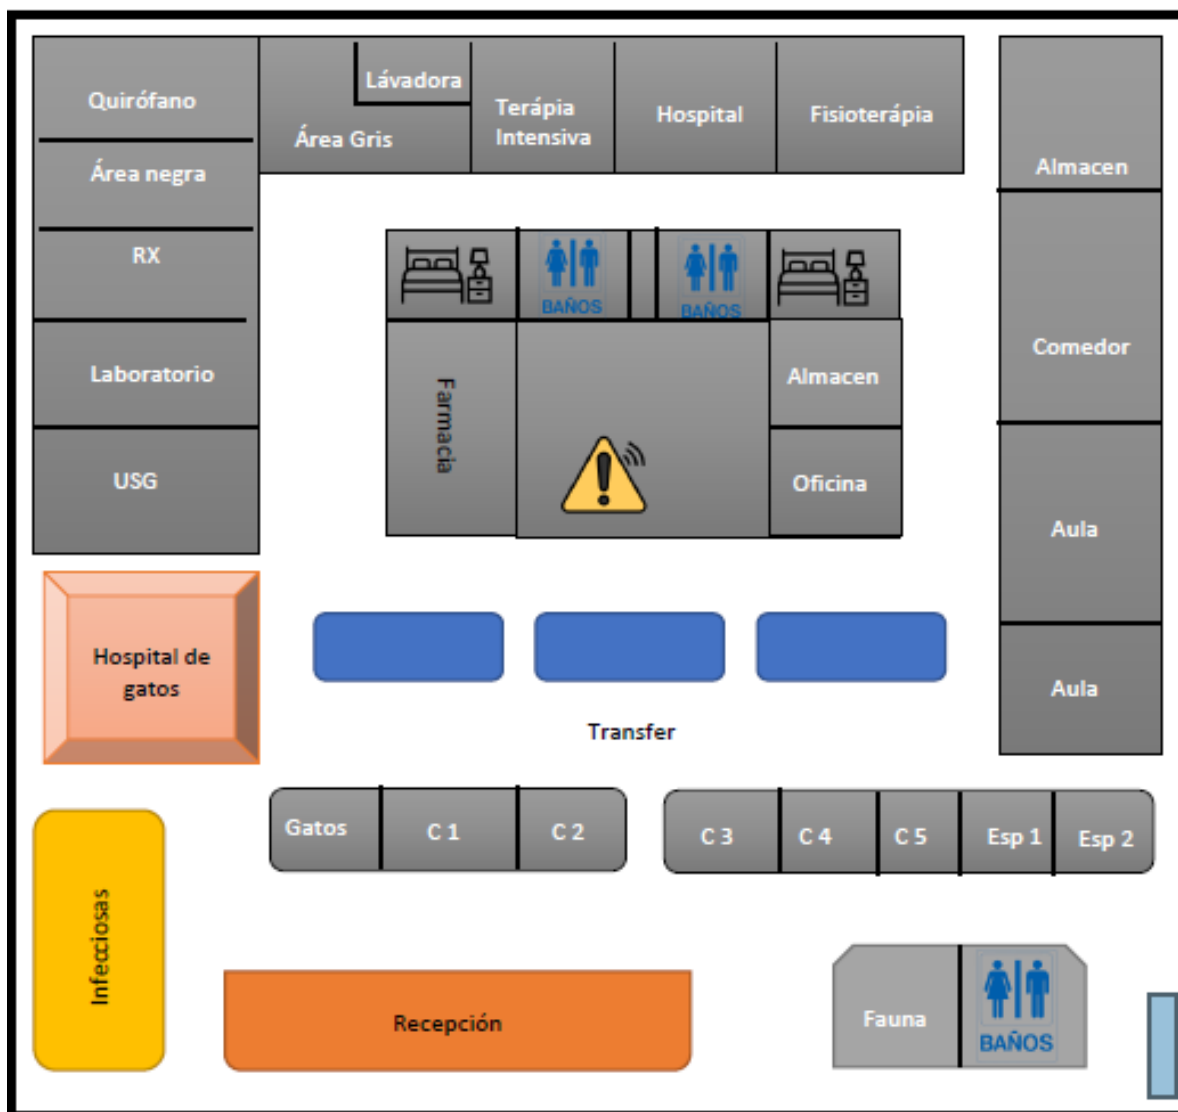 Quirófano
Lávadora
Área Gris
Terápia
Intensiva
Hospital
Fisioterápia
Almacen
Área negra
RX
BAÑOS
BAÑOS
Comedor
Laboratorio
Farmacia
Almacen
USG
Oficina
Aula
Hospital de
gatos
Aula
Transfer
Gatos
C 1
C 2
C 3
C 4
C 5
Esp 1
Esp 2
Infecciosas
Recepción
Fauna
BAÑOS